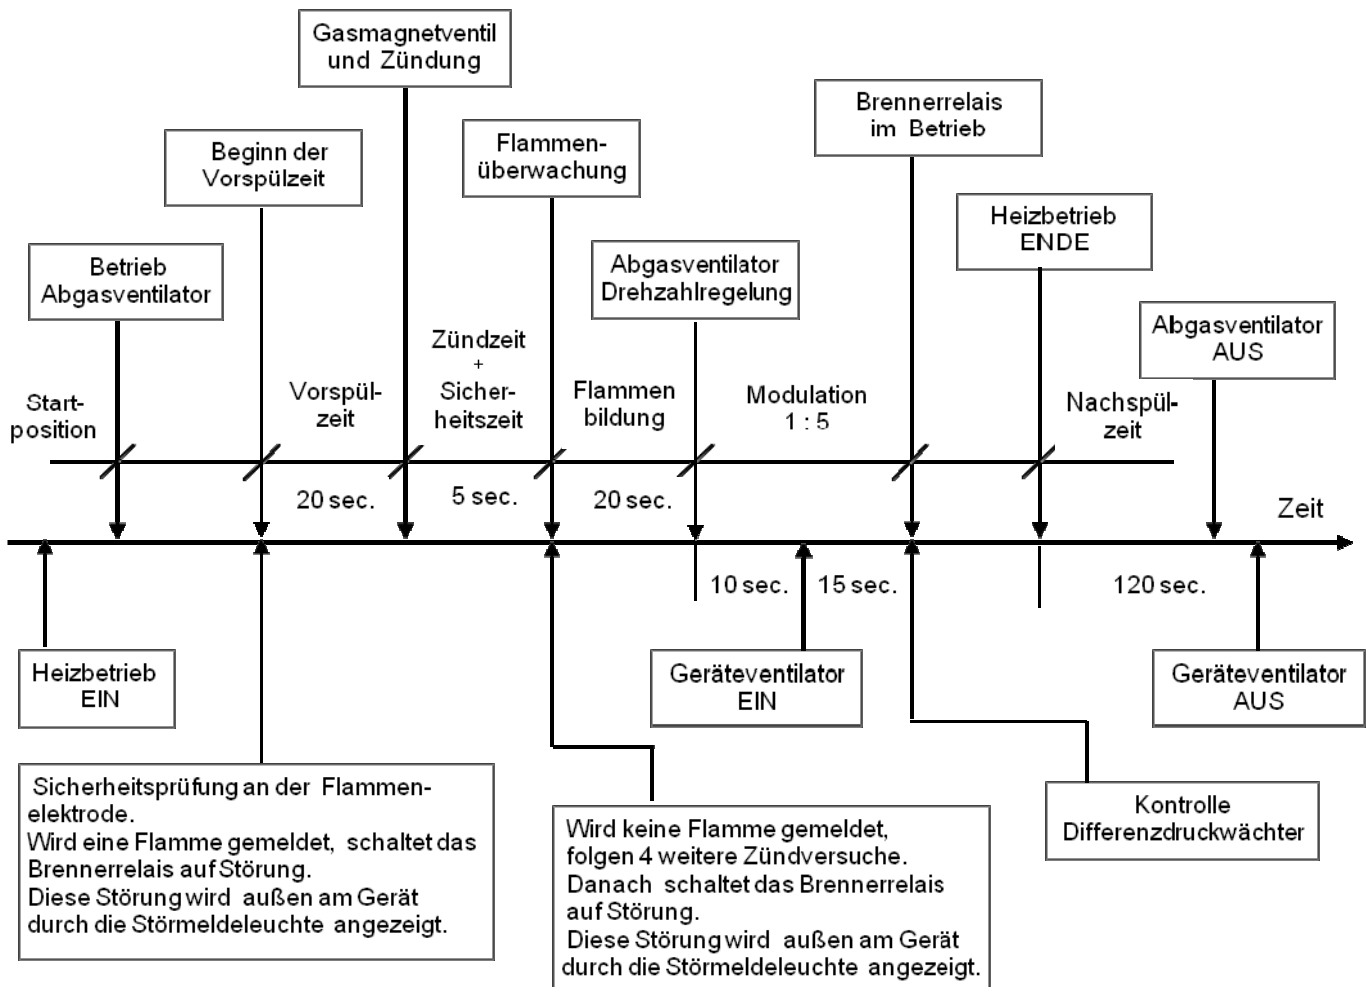 Gasmagnetventil
und Zündung
Brennerrelais
im Betrieb
Beginn der
Vorspülzeit
Flammen-
überwachung
Heizbetrieb
ENDE
Betrieb
Abgasventilator
Abgasventilator
Drehzahlregelung
Abgasventilator
AUS
Start-
position
Vorspül-
zeit
Zündzeit
+
Sicher-
heitszeit
Flammen
bildung
Modulation
1 : 5
Nachspül-
zeit
20 sec.
5 sec.
20 sec.
Zeit
10 sec.
15 sec.
120 sec.
Heizbetrieb
EIN
Geräteventilator
EIN
Geräteventilator
AUS
Sicherheitsprüfung an der Flammen-
elektrode.
Wird eine Flamme gemeldet, schaltet das
Brennerrelais auf Störung.
Diese Störung wird außen am Gerät
durch die Störmeldeleuchte angezeigt.
Wird keine Flamme gemeldet,
folgen 4 weitere Zündversuche.
Danach schaltet das Brennerrelais
auf Störung.
Diese Störung wird außen am Gerät
durch die Störmeldeleuchte angezeigt.
Kontrolle
Differenzdruckwächter